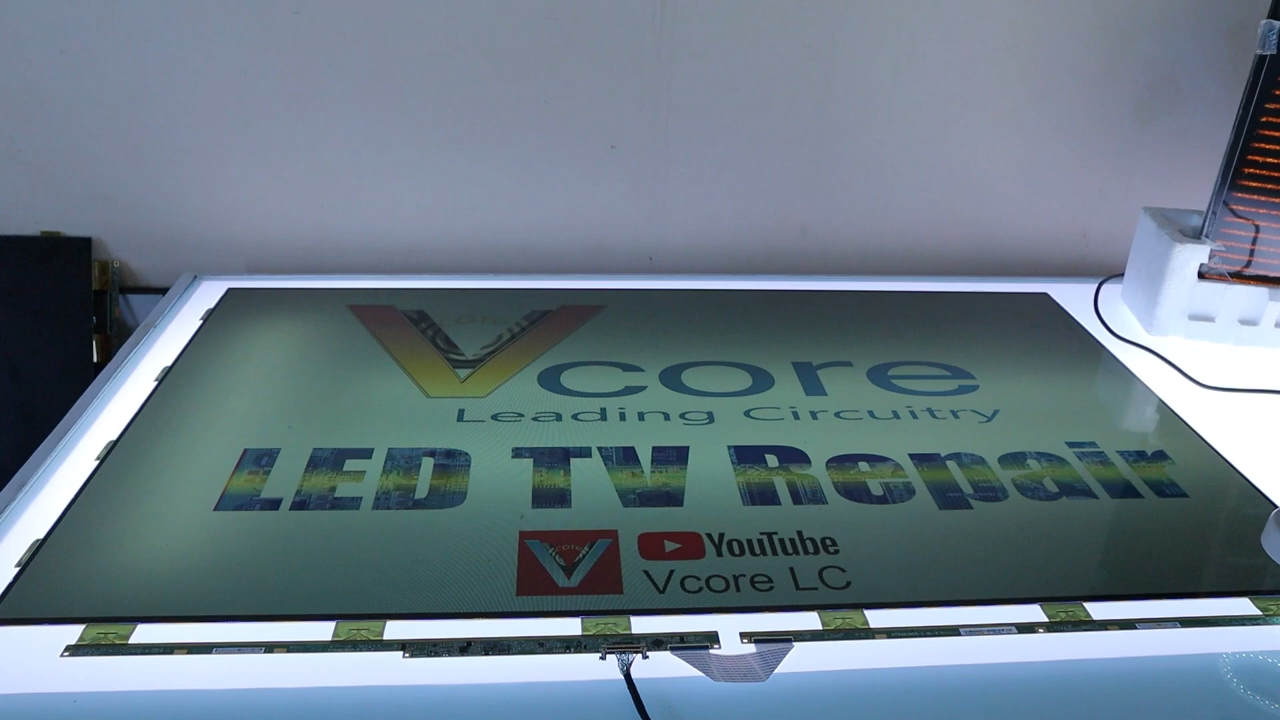 Vcore
Leading Circuitry
LED TV Repair
YouTube
Vcore LC